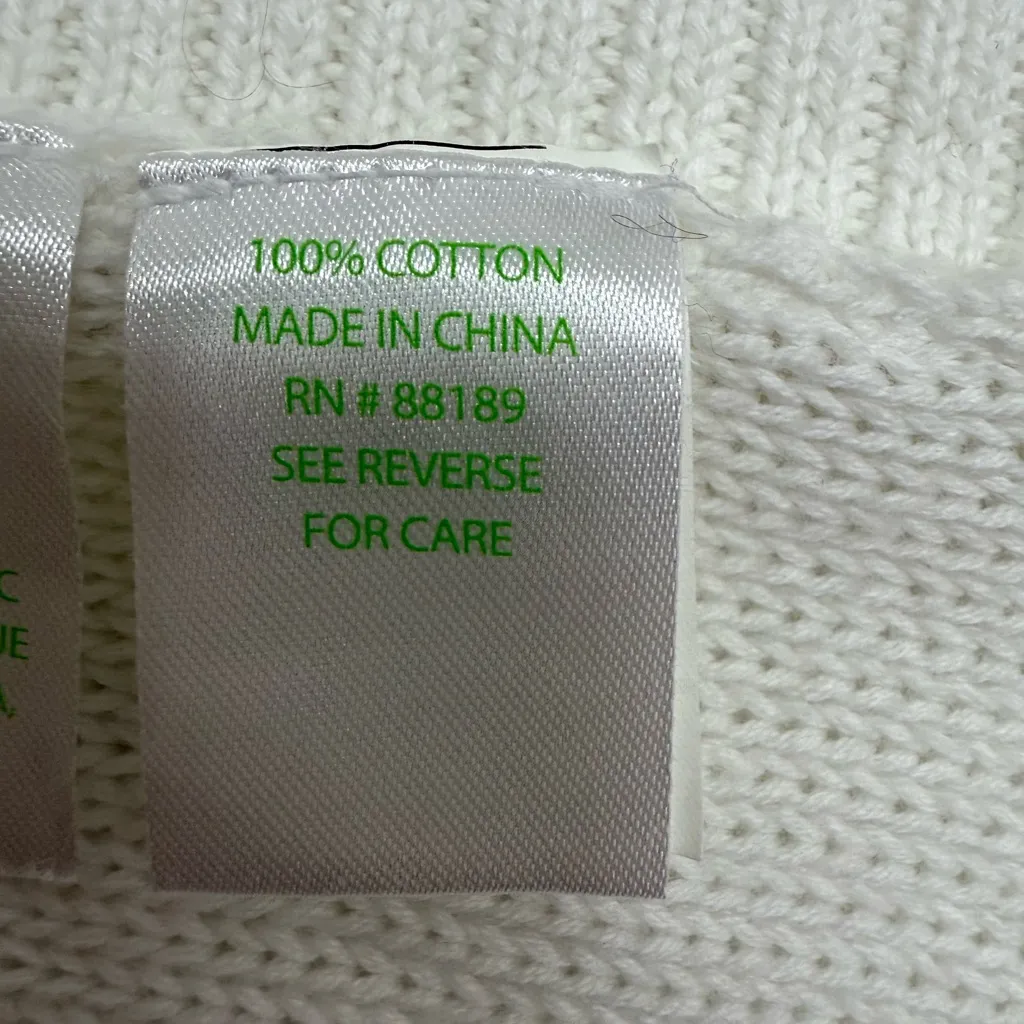 100% COTTON
MADE IN CHINA
RN # 88189
SEE REVERSE
FOR CARE